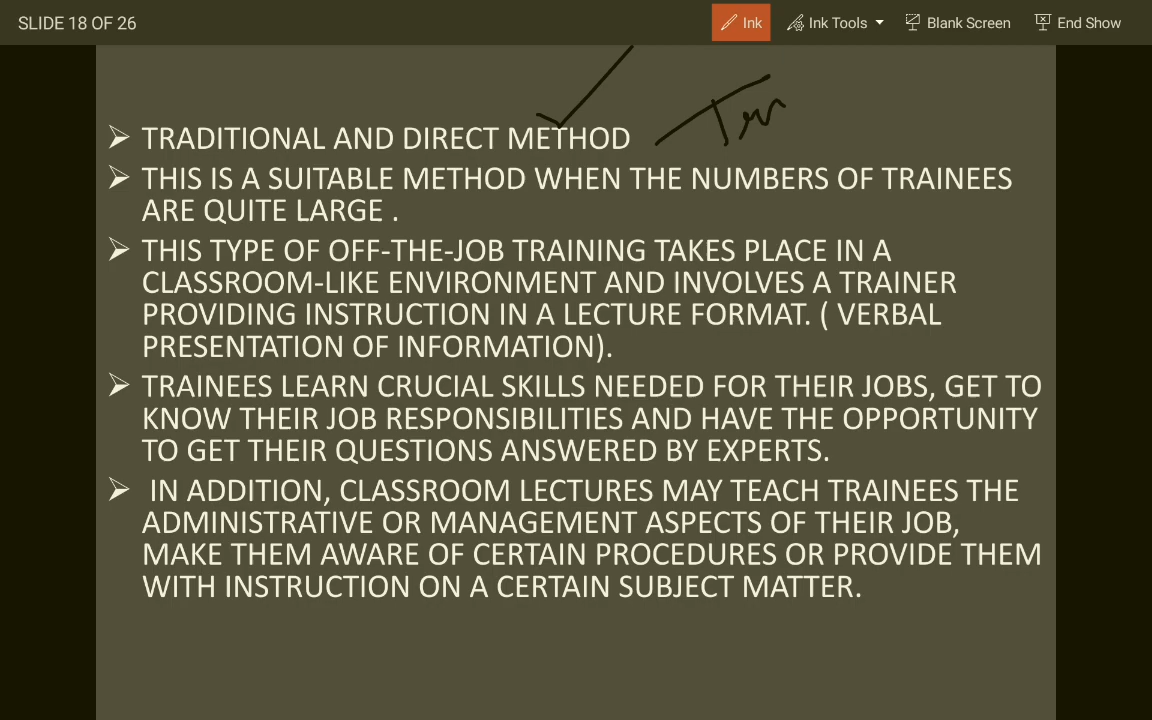 SLIDE 18 OF 26
Ink
Ink Tools
Blank Screen
End Show
➢ TRADITIONAL AND DIRECT METHOD
➢ THIS IS A SUITABLE METHOD WHEN THE NUMBERS OF TRAINEES
ARE QUITE LARGE .
➢ THIS TYPE OF OFF-THE-JOB TRAINING TAKES PLACE IN A
CLASSROOM-LIKE ENVIRONMENT AND INVOLVES A TRAINER
PROVIDING INSTRUCTION IN A LECTURE FORMAT. ( VERBAL
PRESENTATION OF INFORMATION).
➢ TRAINEES LEARN CRUCIAL SKILLS NEEDED FOR THEIR JOBS, GET TO
KNOW THEIR JOB RESPONSIBILITIES AND HAVE THE OPPORTUNITY
TO GET THEIR QUESTIONS ANSWERED BY EXPERTS.
➢ IN ADDITION, CLASSROOM LECTURES MAY TEACH TRAINEES THE
ADMINISTRATIVE OR MANAGEMENT ASPECTS OF THEIR JOB,
MAKE THEM AWARE OF CERTAIN PROCEDURES OR PROVIDE THEM
WITH INSTRUCTION ON A CERTAIN SUBJECT MATTER.